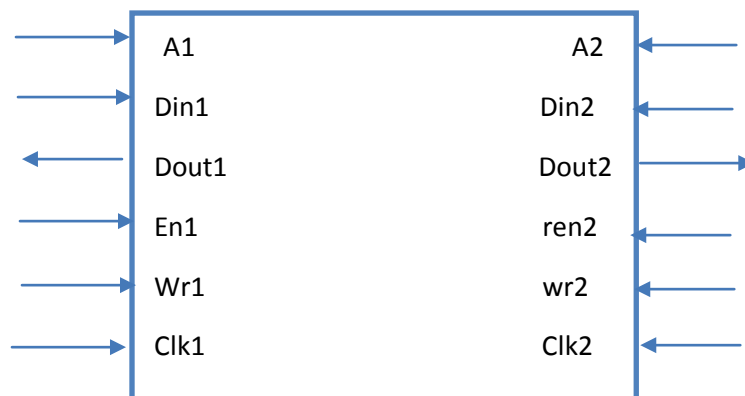 A1 A2
Din1 Din2
Dout1 Dout2
En1 ren2
Wr1 wr2
Clk1 Clk2